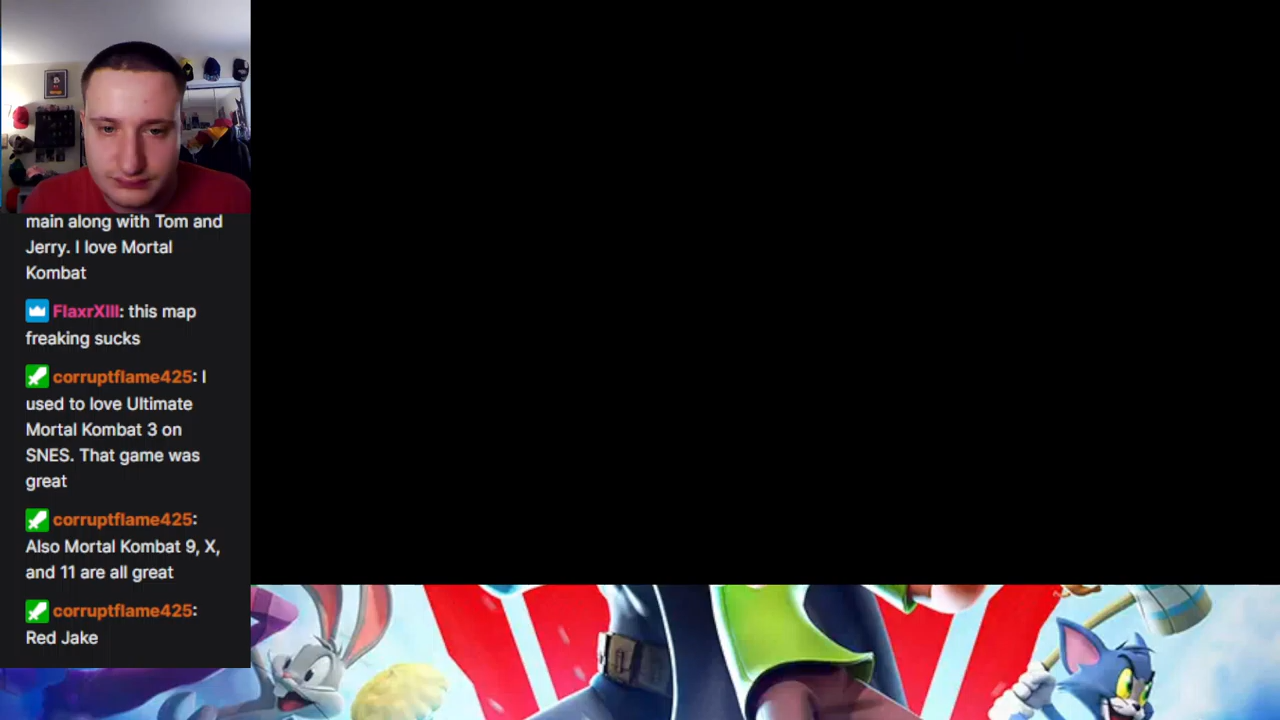 main along with Tom and
Jerry. I love Mortal
Kombat
FlaxrXIII: this map
freaking sucks
corruptflame425: I
used to love Ultimate
Mortal Kombat 3 on
SNES. That game was
great
corruptflame425:
Also Mortal Kombat 9, X,
and 11 are all great
corruptflame425:
Red Jake